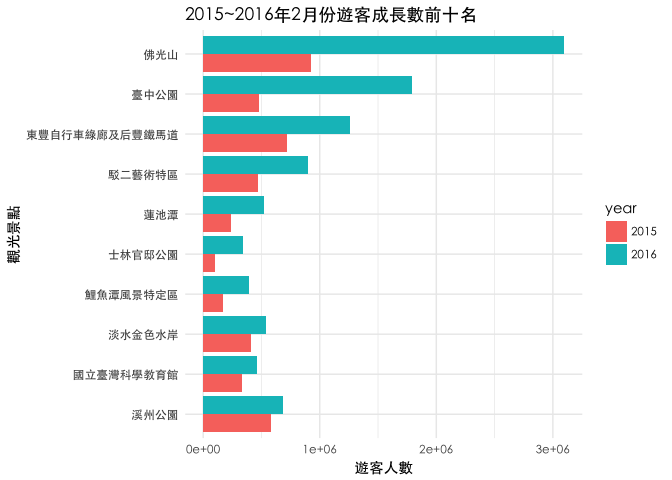 2015~2016年2月份遊客成長數前十名
佛光山
臺中公園
東豐自行車綠廊及后豐鐵馬道
駁二藝術特區
蓮池潭
士林官邸公園
鯉魚潭風景特定區
淡水金色水岸
國立臺灣科學教育館
溪州公園
觀光景點
0e+00 1e+06 2e+06 3e+06
遊客人數
year
2015
2016